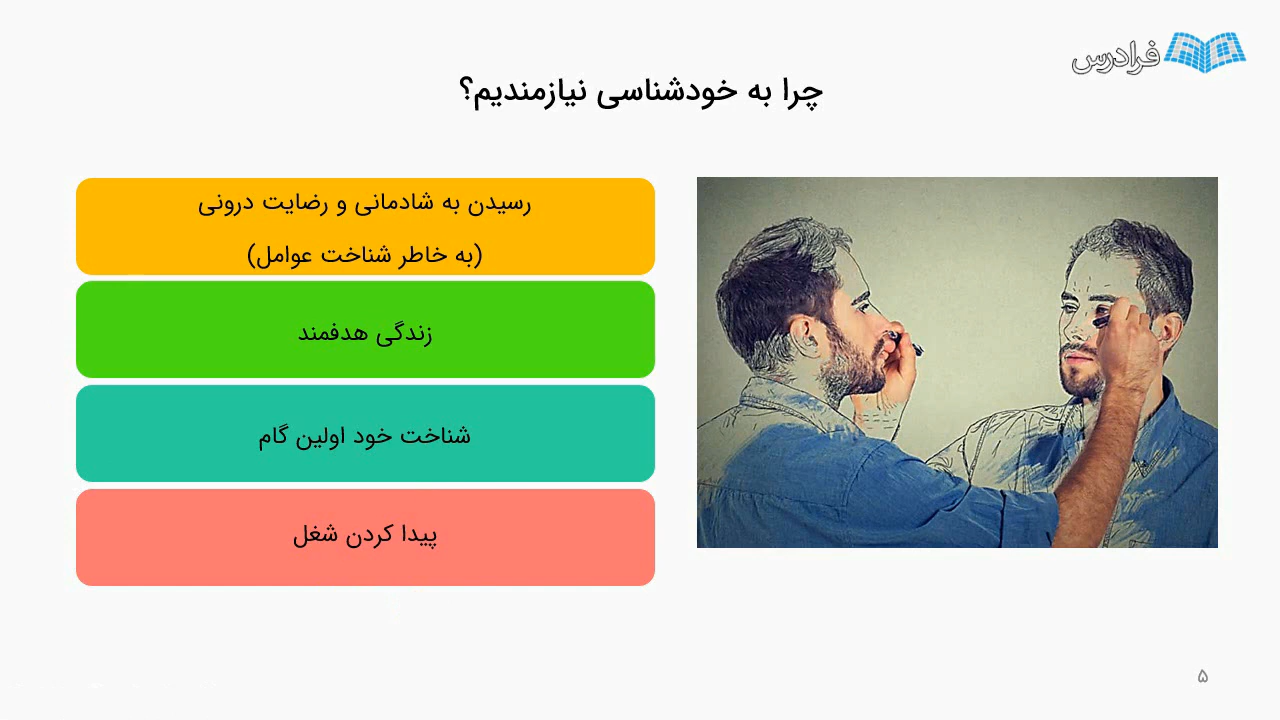 فرادرس
چرا به خودشناسی نیازمندیم؟
رسیدن به شادمانی و رضایت درونی
(به خاطر شناخت عوامل)
زندگی هدفمند
شناخت خود اولین گام
پیدا کردن شغل
۵